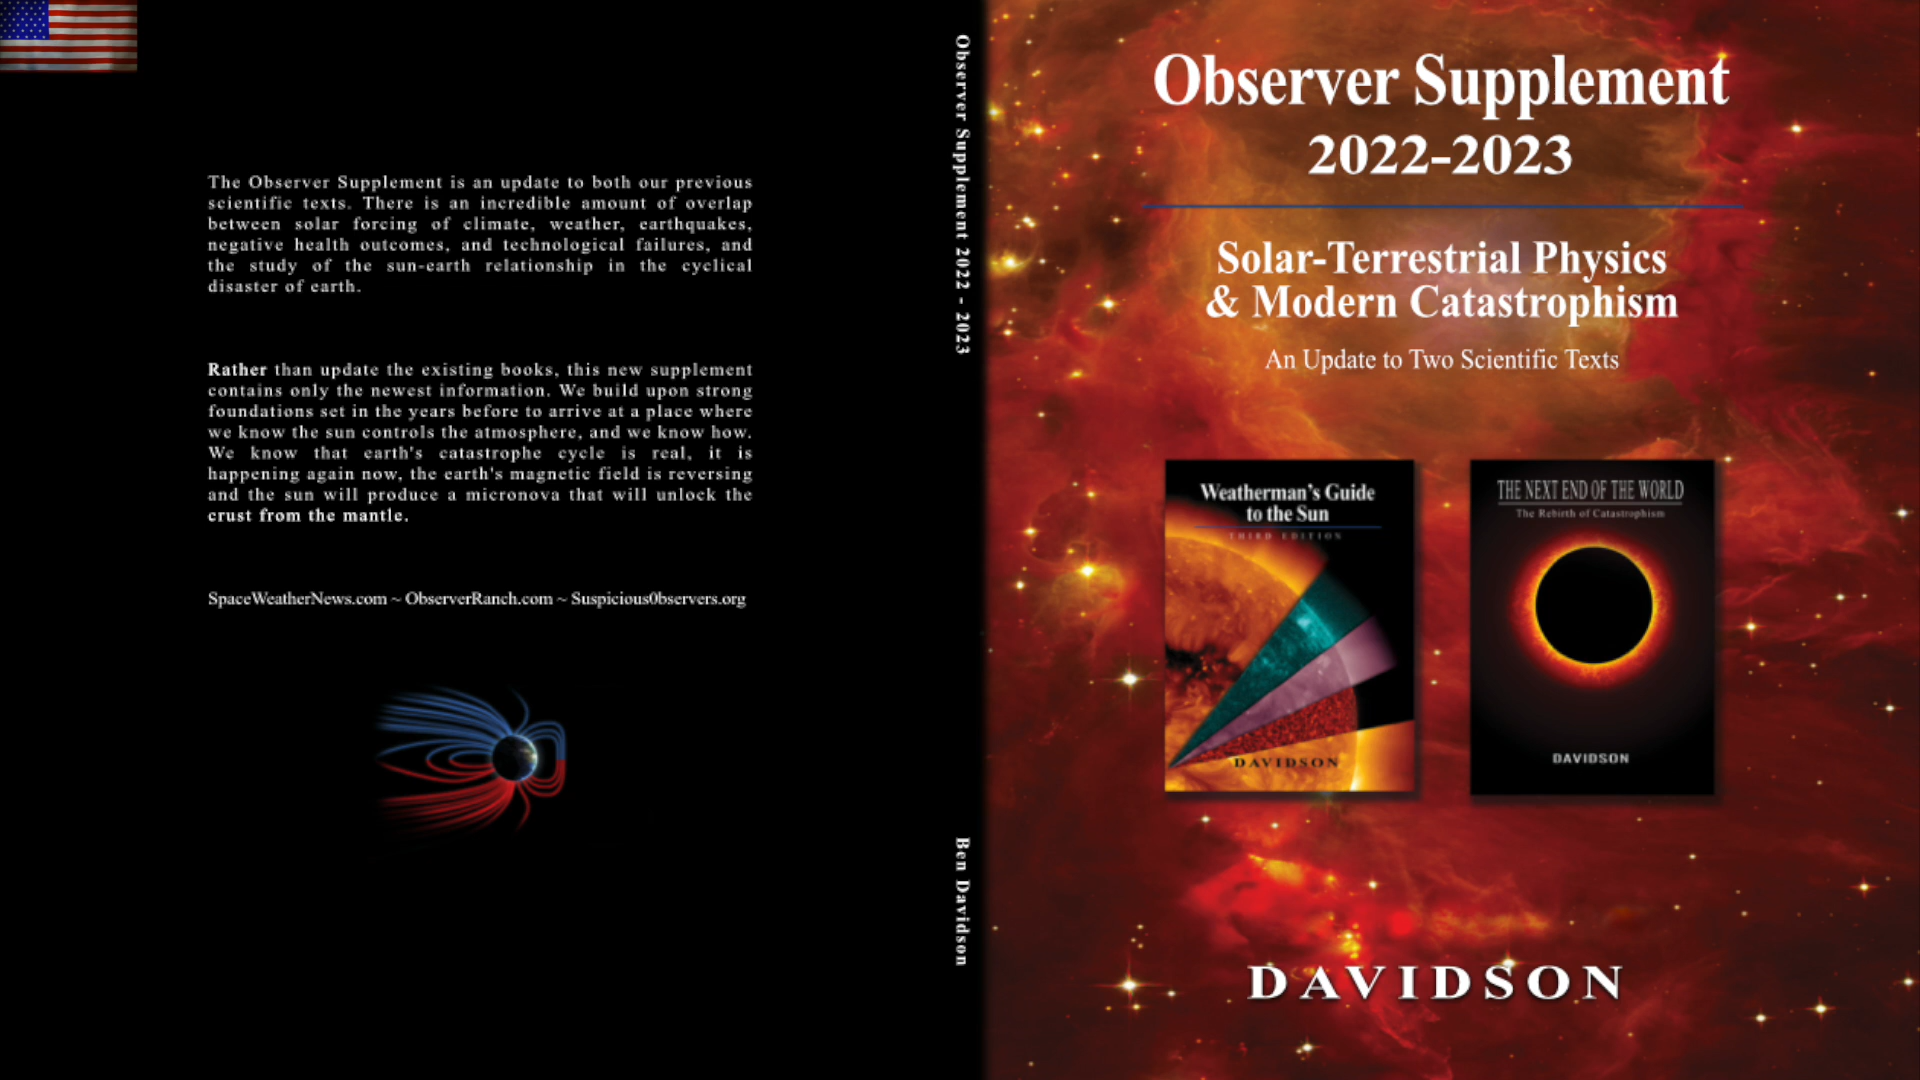 The Observer Supplement is an update to both our previous
scientific texts. There is an incredible amount of overlap
between solar forcing of climate, weather, earthquakes,
negative health outcomes, and technological failures, and
the study of the sun-earth relationship in the cyclical
disaster of earth.
Rather than update the existing books, this new supplement
contains only the newest information. We build upon strong
foundations set in the years before to arrive at a place where
we know the sun controls the atmosphere, and we know how.
We know that earth's catastrophe cycle is real, it is
happening again now, the earth's magnetic field is reversing
and the sun will produce a micronova that will unlock the
crust from the mantle.
SpaceWeatherNews.com ~ ObserverRanch.com ~ Suspicious0bservers.org
Observer Supplement 2022 - 2023
Ben Davidson
Observer Supplement
2022-2023
Solar-Terrestrial Physics
& Modern Catastrophism
An Update to Two Scientific Texts
Weatherman's Guide
to the Sun
THIRD EDITION
DAVIDSON
THE NEXT END OF THE WORLD
The Rebirth of Catastrophism
DAVIDSON
DAVIDSON